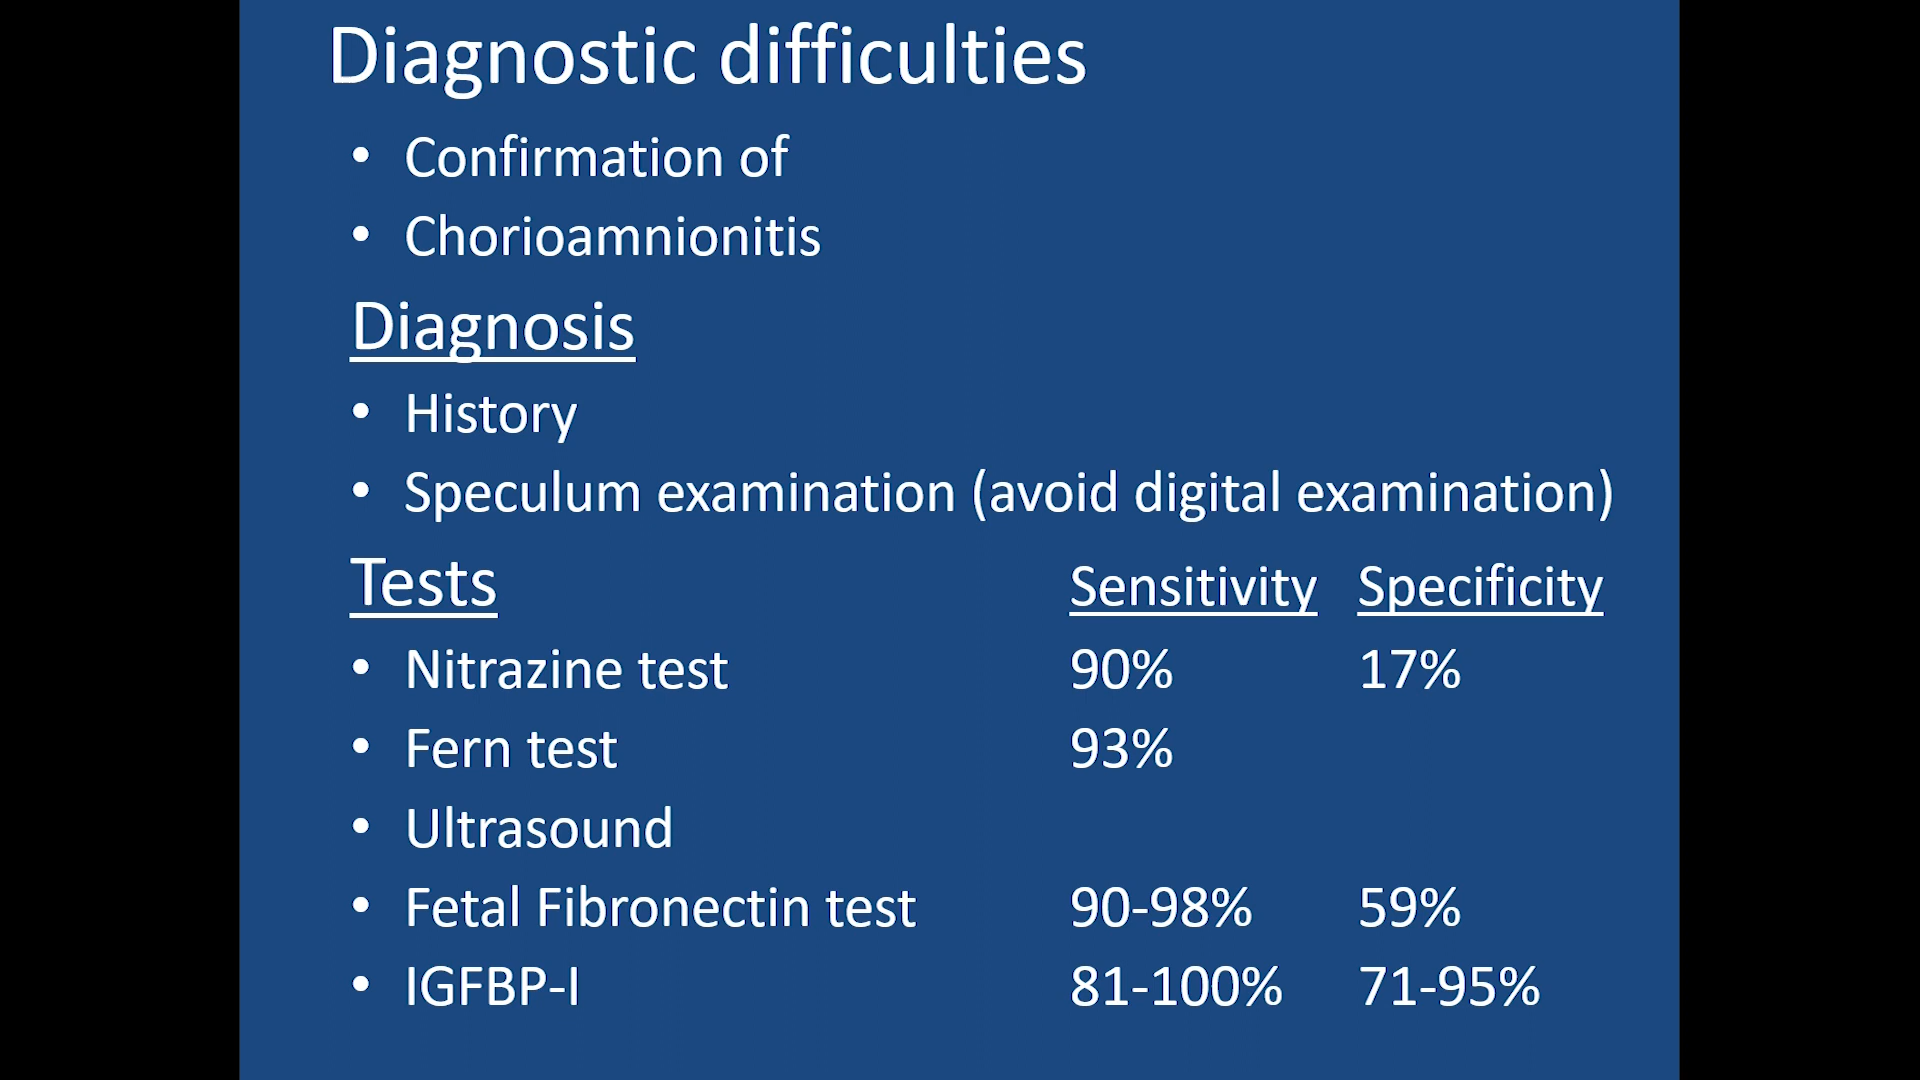 Diagnostic difficulties
• Confirmation of
• Chorioamnionitis
Diagnosis
• History
• Speculum examination (avoid digital examination)
Tests Sensitivity Specificity
• Nitrazine test 90% 17%
• Fern test 93%
• Ultrasound
• Fetal Fibronectin test 90-98% 59%
• IGFBP-I 81-100% 71-95%